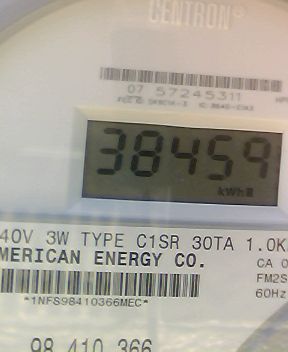 CENTRON®
07 57245311
38459
kWh
40V 3W TYPE C1SR 30TA 1.0K
MERICAN ENERGY CO.
CA 0
FM2S
*1NFS98410366MEC*
60Hz
98 410 366